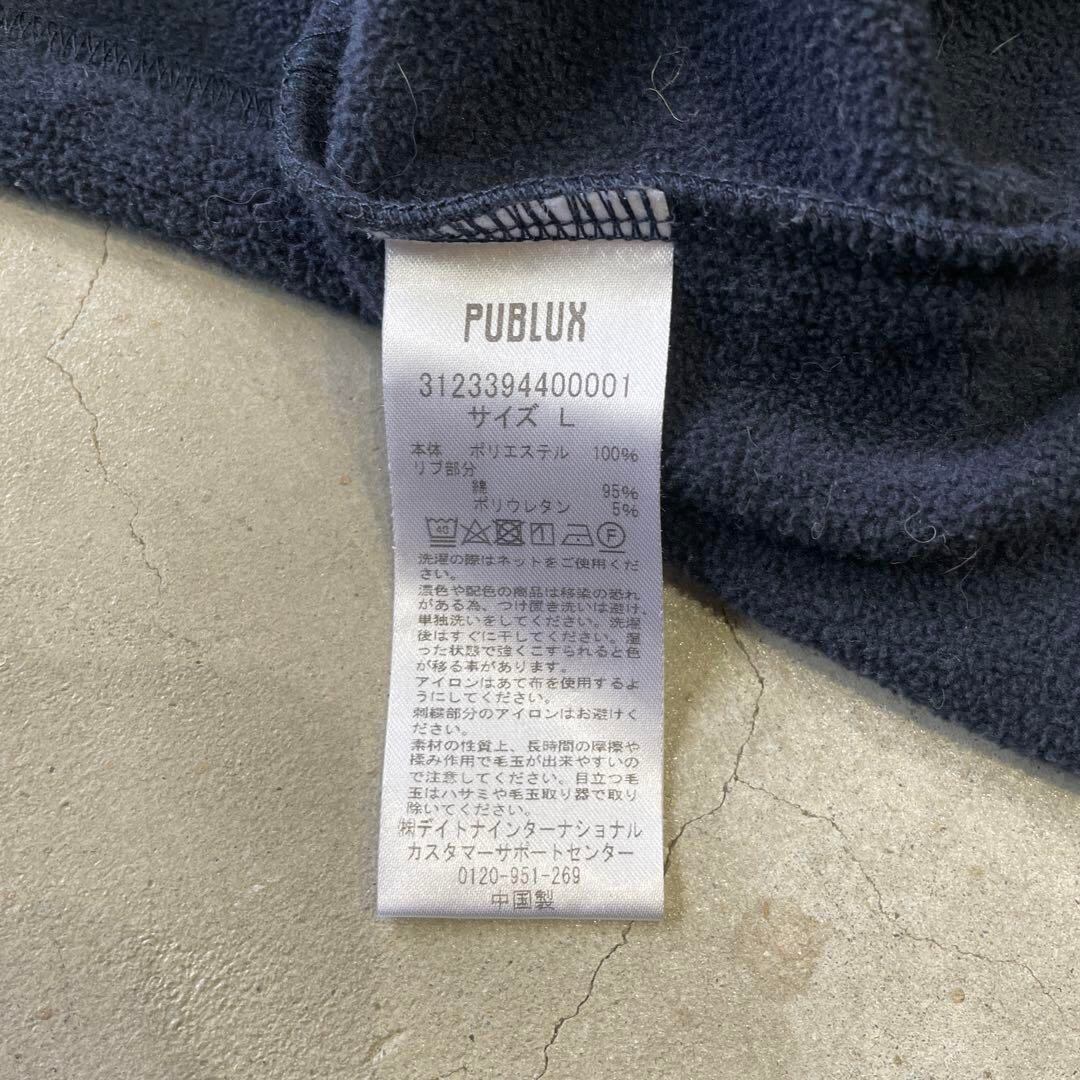 PUBLUX
3123394400001
サイズ L
本体 ポリエステル 100%
リブ部分
綿 95%
ポリウレタン 5%
40 F
洗濯の際はネットをご使用くだ
さい。
濃色や配色の商品は移染の恐れ
がある為、つけ置き洗いは避け、
単独洗いをしてください。洗濯
後はすぐに干してください。湿
った状態で強くこすられると色
が移る事があります。
アイロンはあて布を使用するよ
うにしてください。
刺繍部分のアイロンはお避けく
ださい。
素材の性質上、長時間の摩擦や
揉み作用で毛玉が出来やすいの
で注意してください。目立つ毛
玉はハサミや毛玉取り器で取り
除いてください。
㈱デイトナインターナショナル
カスタマーサポートセンター
0120-951-269
中国製